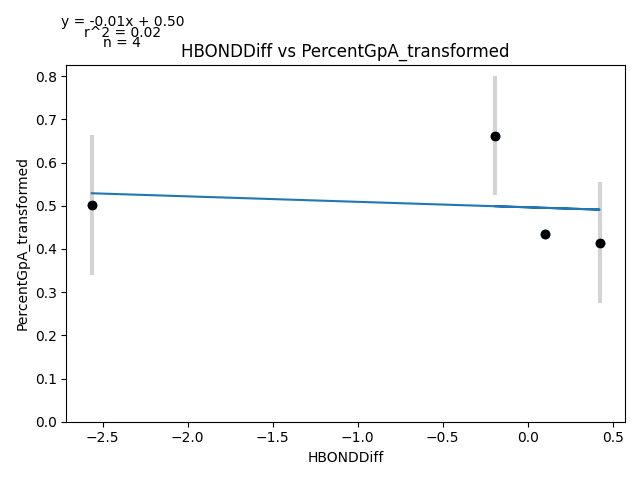 y = -0.01x + 0.50
r^2 = 0.02
n = 4
HBONDDiff vs PercentGpA_transformed
0.8
0.7
0.6
0.5
0.4
0.3
0.2
0.1
0.0
PercentGpA_transformed
−2.5 −2.0 −1.5 −1.0 −0.5 0.0 0.5
HBONDDiff